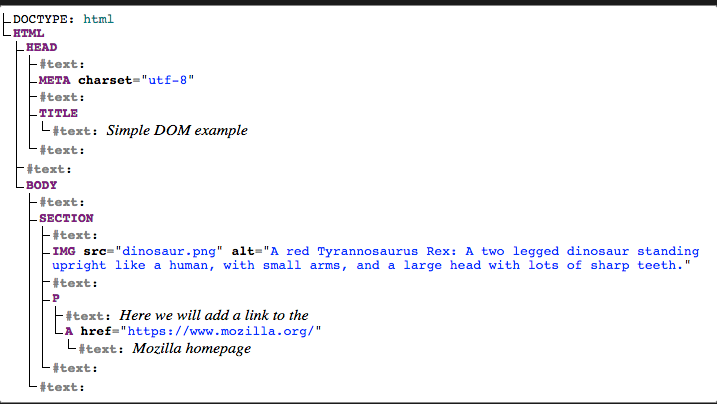 DOCTYPE: html
HTML
HEAD
#text:
META charset="utf-8"
#text:
TITLE
#text: Simple DOM example
#text:
#text:
BODY
#text:
SECTION
#text:
IMG src="dinosaur.png" alt="A red Tyrannosaurus Rex: A two legged dinosaur standing
upright like a human, with small arms, and a large head with lots of sharp teeth."
#text:
P
#text: Here we will add a link to the
A href="https://www.mozilla.org/"
#text: Mozilla homepage
#text:
#text: